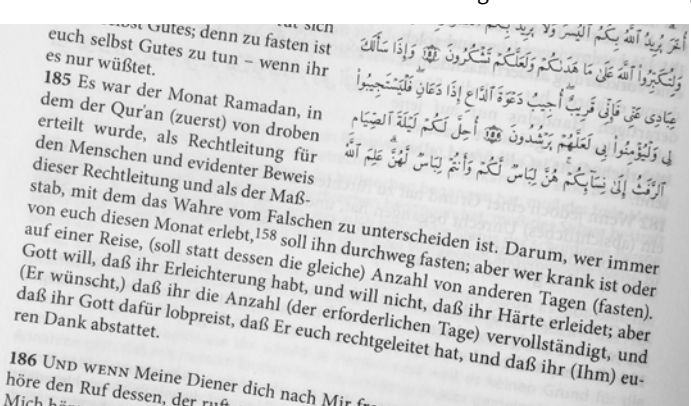 sich
selbst Gutes; denn zu fasten ist
euch selbst Gutes zu tun – wenn ihr
es nur wüßtet.
185 Es war der Monat Ramadan, in
dem der Qur'an (zuerst) von droben
erteilt wurde, als Rechtleitung für
den Menschen und evidenter Beweis
dieser Rechtleitung und als der Maß-
stab, mit dem das Wahre vom Falschen zu unterscheiden ist. Darum, wer immer
von euch diesen Monat erlebt,158 soll ihn durchweg fasten; aber wer krank ist oder
auf einer Reise, (soll statt dessen die gleiche) Anzahl von anderen Tagen (fasten).
Gott will, daß ihr Erleichterung habt, und will nicht, daß ihr Härte erleidet; aber
(Er wünscht,) daß ihr die Anzahl (der erforderlichen Tage) vervollständigt, und
daß ihr Gott dafür lobpreist, daß Er euch rechtgeleitet hat, und daß ihr (Ihm) eu-
ren Dank abstattet.
186 UND WENN Meine Diener dich nach Mir
höre den Ruf dessen, der
Mich
أُخَرَ يُرِيدُ ٱللَّهُ بِكُمُ ٱلْيُسْرَ وَلَا يُرِيدُ بِكُمُ
وَلِتُكَبِّرُوا۟ ٱللَّهَ عَلَىٰ مَا هَدَىٰكُمْ وَلَعَلَّكُمْ تَشْكُرُونَ ١٨٥ وَإِذَا سَأَلَكَ
عِبَادِى عَنِّى فَإِنِّى قَرِيبٌ أُجِيبُ دَعْوَةَ ٱلدَّاعِ إِذَا دَعَانِ فَلْيَسْتَجِيبُوا۟
لِى وَلْيُؤْمِنُوا۟ بِى لَعَلَّهُمْ يَرْشُدُونَ ١٨٦ أُحِلَّ لَكُمْ لَيْلَةَ ٱلصِّيَامِ
ٱلرَّفَثُ إِلَىٰ نِسَآئِكُمْ هُنَّ لِبَاسٌ لَّكُمْ وَأَنتُمْ لِبَاسٌ لَّهُنَّ عَلِمَ ٱللَّهُ